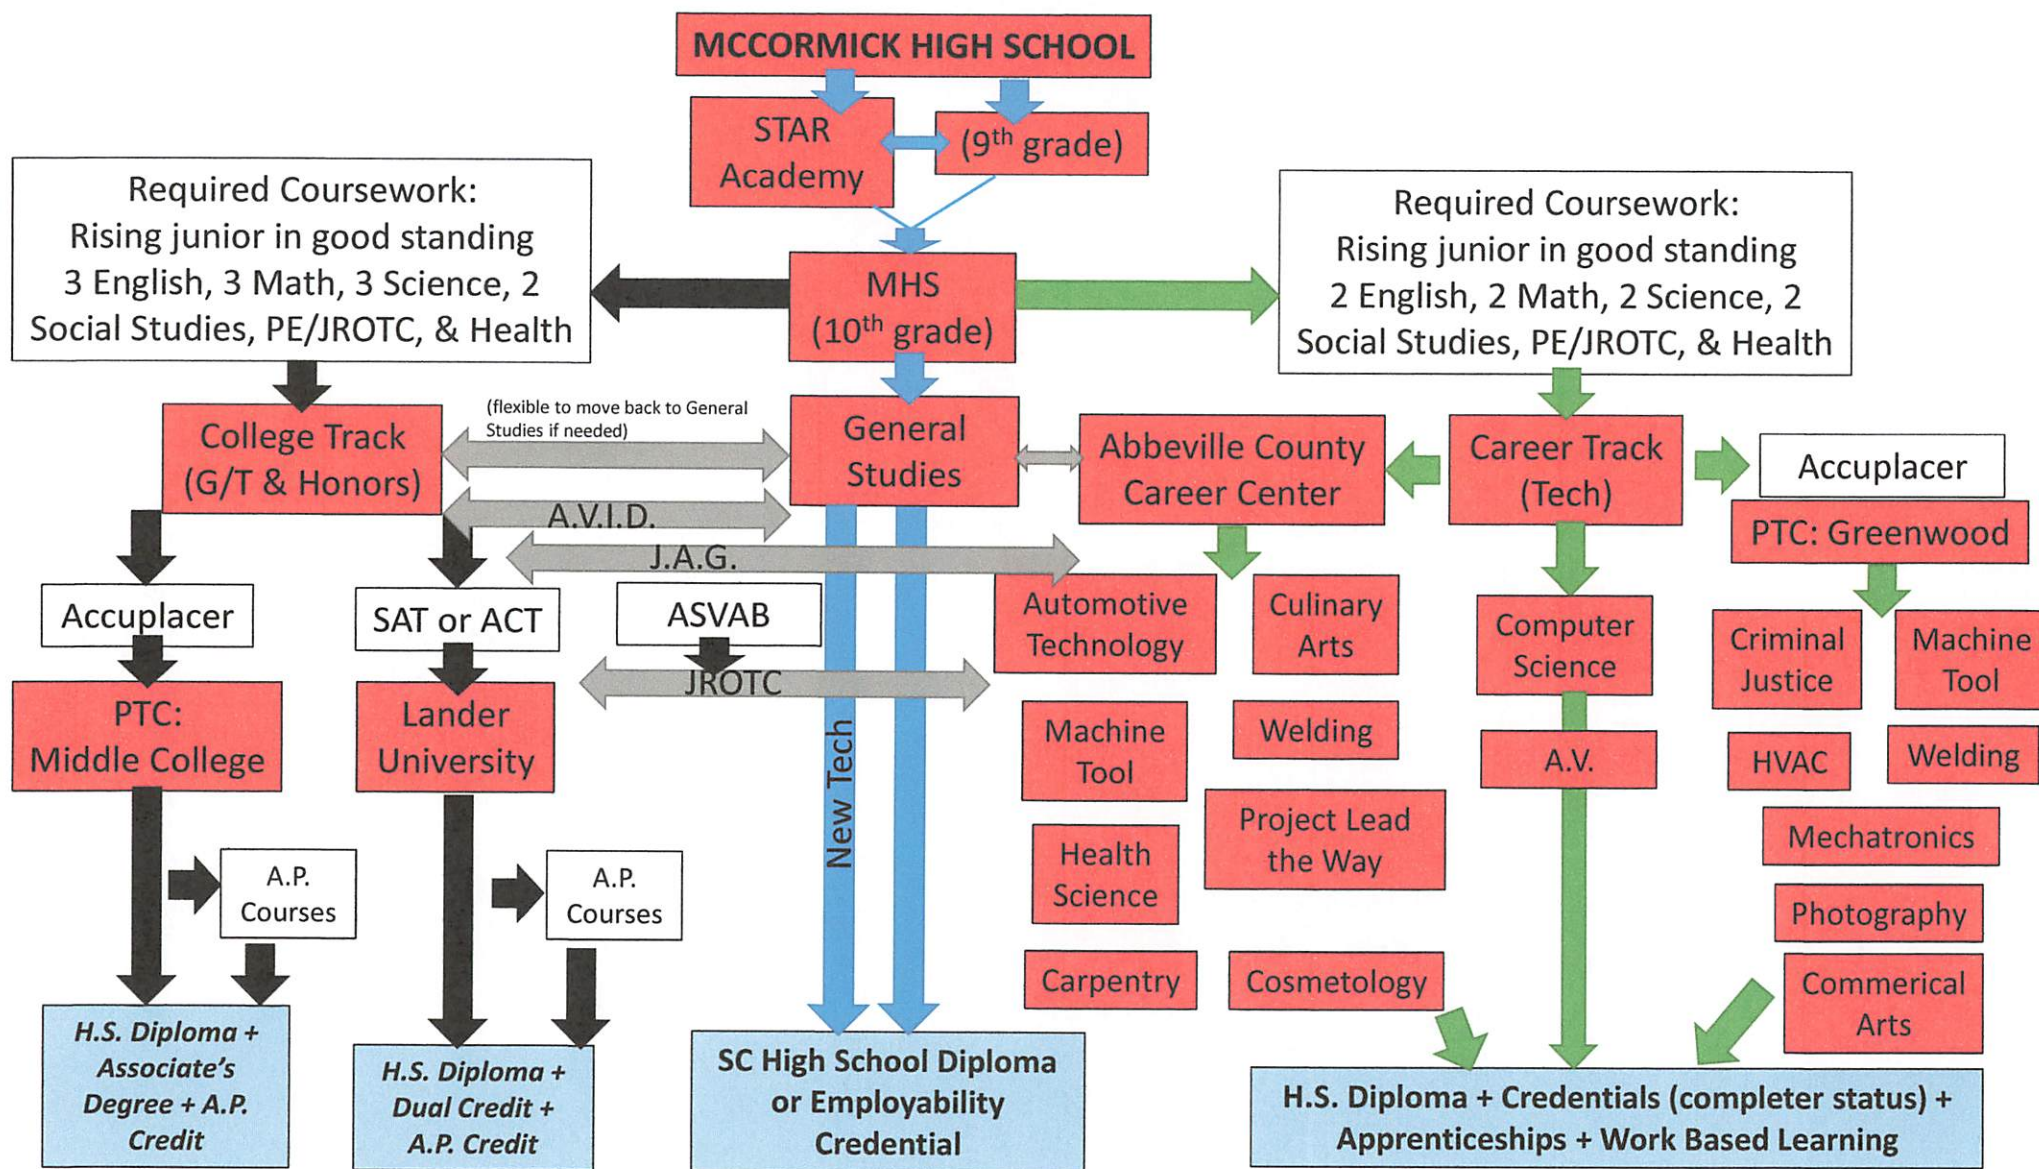 MCCORMICK HIGH SCHOOL
STAR
Academy
(9th grade)
Required Coursework:
Rising junior in good standing
3 English, 3 Math, 3 Science, 2
Social Studies, PE/JROTC, & Health
MHS
(10th grade)
Required Coursework:
Rising junior in good standing
2 English, 2 Math, 2 Science, 2
Social Studies, PE/JROTC, & Health
College Track
(G/T & Honors)
(flexible to move back to General
Studies if needed)
General
Studies
Abbeville County
Career Center
Career Track
(Tech)
Accuplacer
PTC: Greenwood
A.V.I.D.
J.A.G.
Accuplacer
SAT or ACT
ASVAB
JROTC
Automotive
Technology
Culinary
Arts
Computer
Science
Criminal
Justice
Machine
Tool
PTC:
Middle College
Lander
University
New Tech
Machine
Tool
Welding
A.V.
HVAC
Welding
Health
Science
Project Lead
the Way
Mechatronics
A.P.
Courses
A.P.
Courses
Photography
Carpentry
Cosmetology
Commerical
Arts
H.S. Diploma +
Associate's
Degree + A.P.
Credit
H.S. Diploma +
Dual Credit +
A.P. Credit
SC High School Diploma
or Employability
Credential
H.S. Diploma + Credentials (completer status) +
Apprenticeships + Work Based Learning